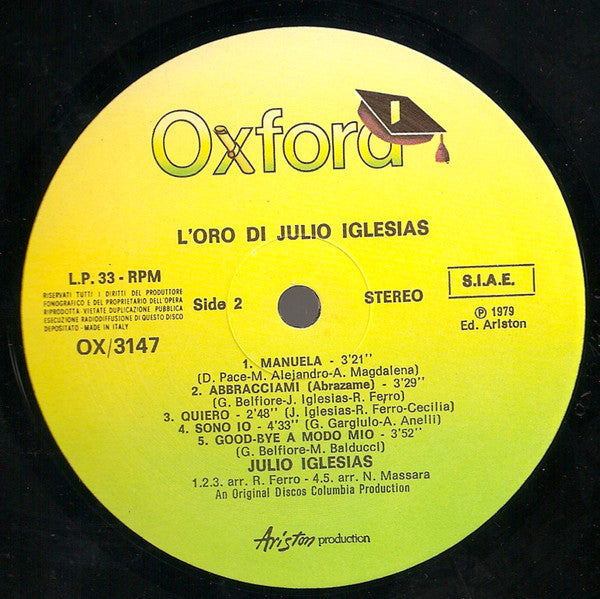 Oxford
L'ORO DI JULIO IGLESIAS
L.P. 33 - RPM
RISERVATI TUTTI I DIRITTI DEL PRODUTTORE
FONOGRAFICO E DEL PROPRIETARIO DELL'OPERA
RIPRODOTTA - VIETATE DUPLICAZIONE PUBBLICA
ESECUZIONE RADIODIFFUSIONE DI QUESTO DISCO
DEPOSITATO - MADE IN ITALY
OX/3147
Side 2
STEREO
S.I.A.E.
℗ 1979
Ed. Ariston
1. MANUELA - 3'21''
(D. Pace-M. Alejandro-A. Magdalena)
2. ABBRACCIAMI (Abrazame) - 3'29''
(G. Belfiore-J. Iglesias-R. Ferro)
3. QUIERO - 2'48'' (J. Iglesias-R. Ferro-Cecilia)
4. SONO IO - 4'33'' (G. Gargiulo-A. Anelli)
5. GOOD-BYE A MODO MIO - 3'52''
(G. Belfiore-M. Balducci)
JULIO IGLESIAS
1.2.3. arr. R. Ferro - 4.5. arr. N. Massara
An Original Discos Columbia Production
Ariston production